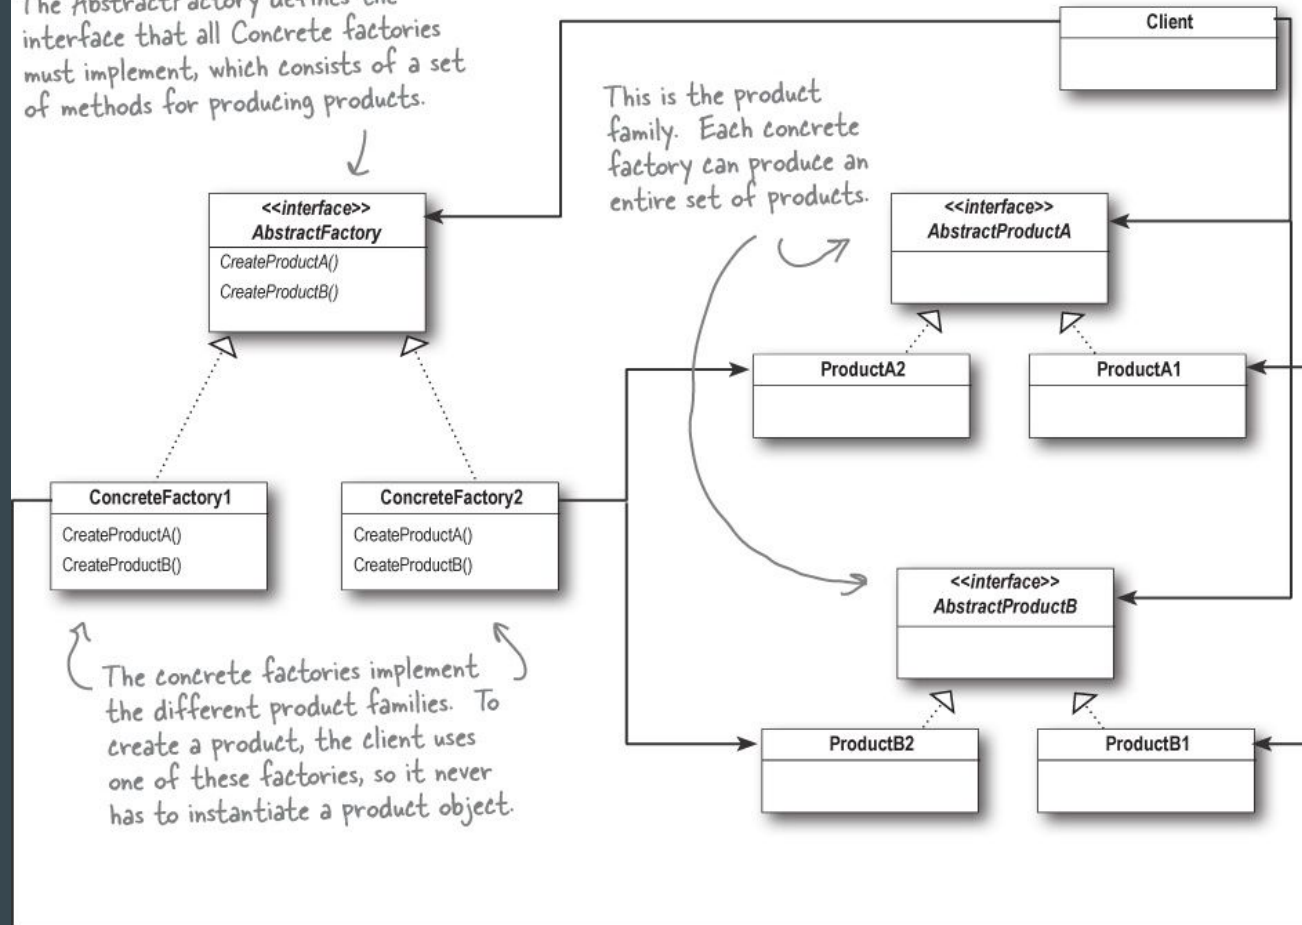 The AbstractFactory defines the
interface that all Concrete factories
must implement, which consists of a set
of methods for producing products.
Client
This is the product
family. Each concrete
factory can produce an
entire set of products.
<<interface>>
AbstractFactory
CreateProductA()
CreateProductB()
<<interface>>
AbstractProductA
ProductA2
ProductA1
ConcreteFactory1
CreateProductA()
CreateProductB()
ConcreteFactory2
CreateProductA()
CreateProductB()
<<interface>>
AbstractProductB
The concrete factories implement
the different product families. To
create a product, the client uses
one of these factories, so it never
has to instantiate a product object.
ProductB2
ProductB1